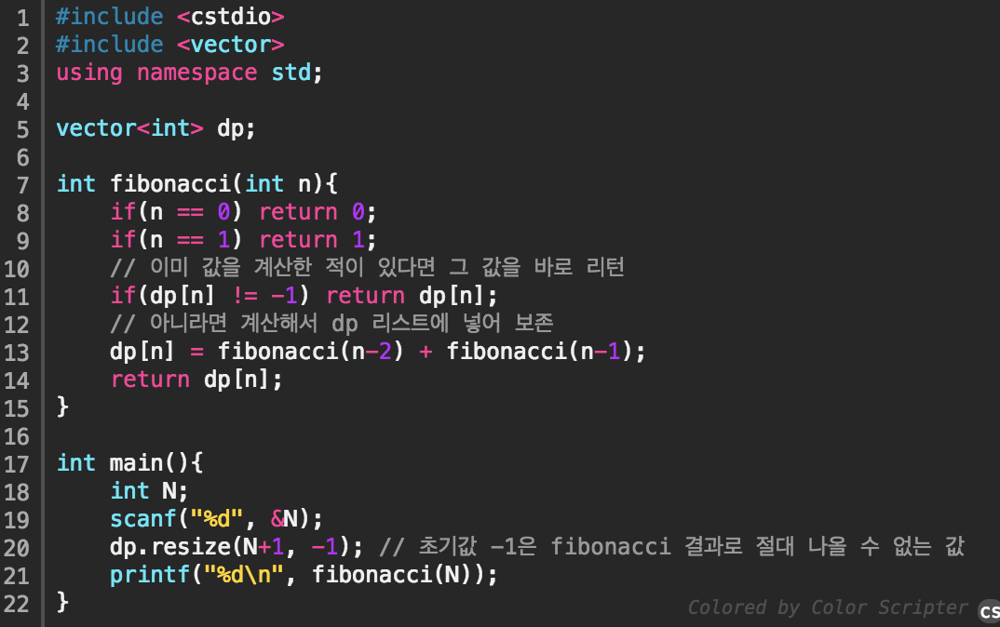 1 #include <cstdio>
2 #include <vector>
3 using namespace std;
4
5 vector<int> dp;
6
7 int fibonacci(int n){
8     if(n == 0) return 0;
9     if(n == 1) return 1;
10     // 이미 값을 계산한 적이 있다면 그 값을 바로 리턴
11     if(dp[n] != -1) return dp[n];
12     // 아니라면 계산해서 dp 리스트에 넣어 보존
13     dp[n] = fibonacci(n-2) + fibonacci(n-1);
14     return dp[n];
15 }
16
17 int main(){
18     int N;
19     scanf("%d", &N);
20     dp.resize(N+1, -1); // 초기값 -1은 fibonacci 결과로 절대 나올 수 없는 값
21     printf("%d\n", fibonacci(N));
22 }
Colored by Color Scripter
cs